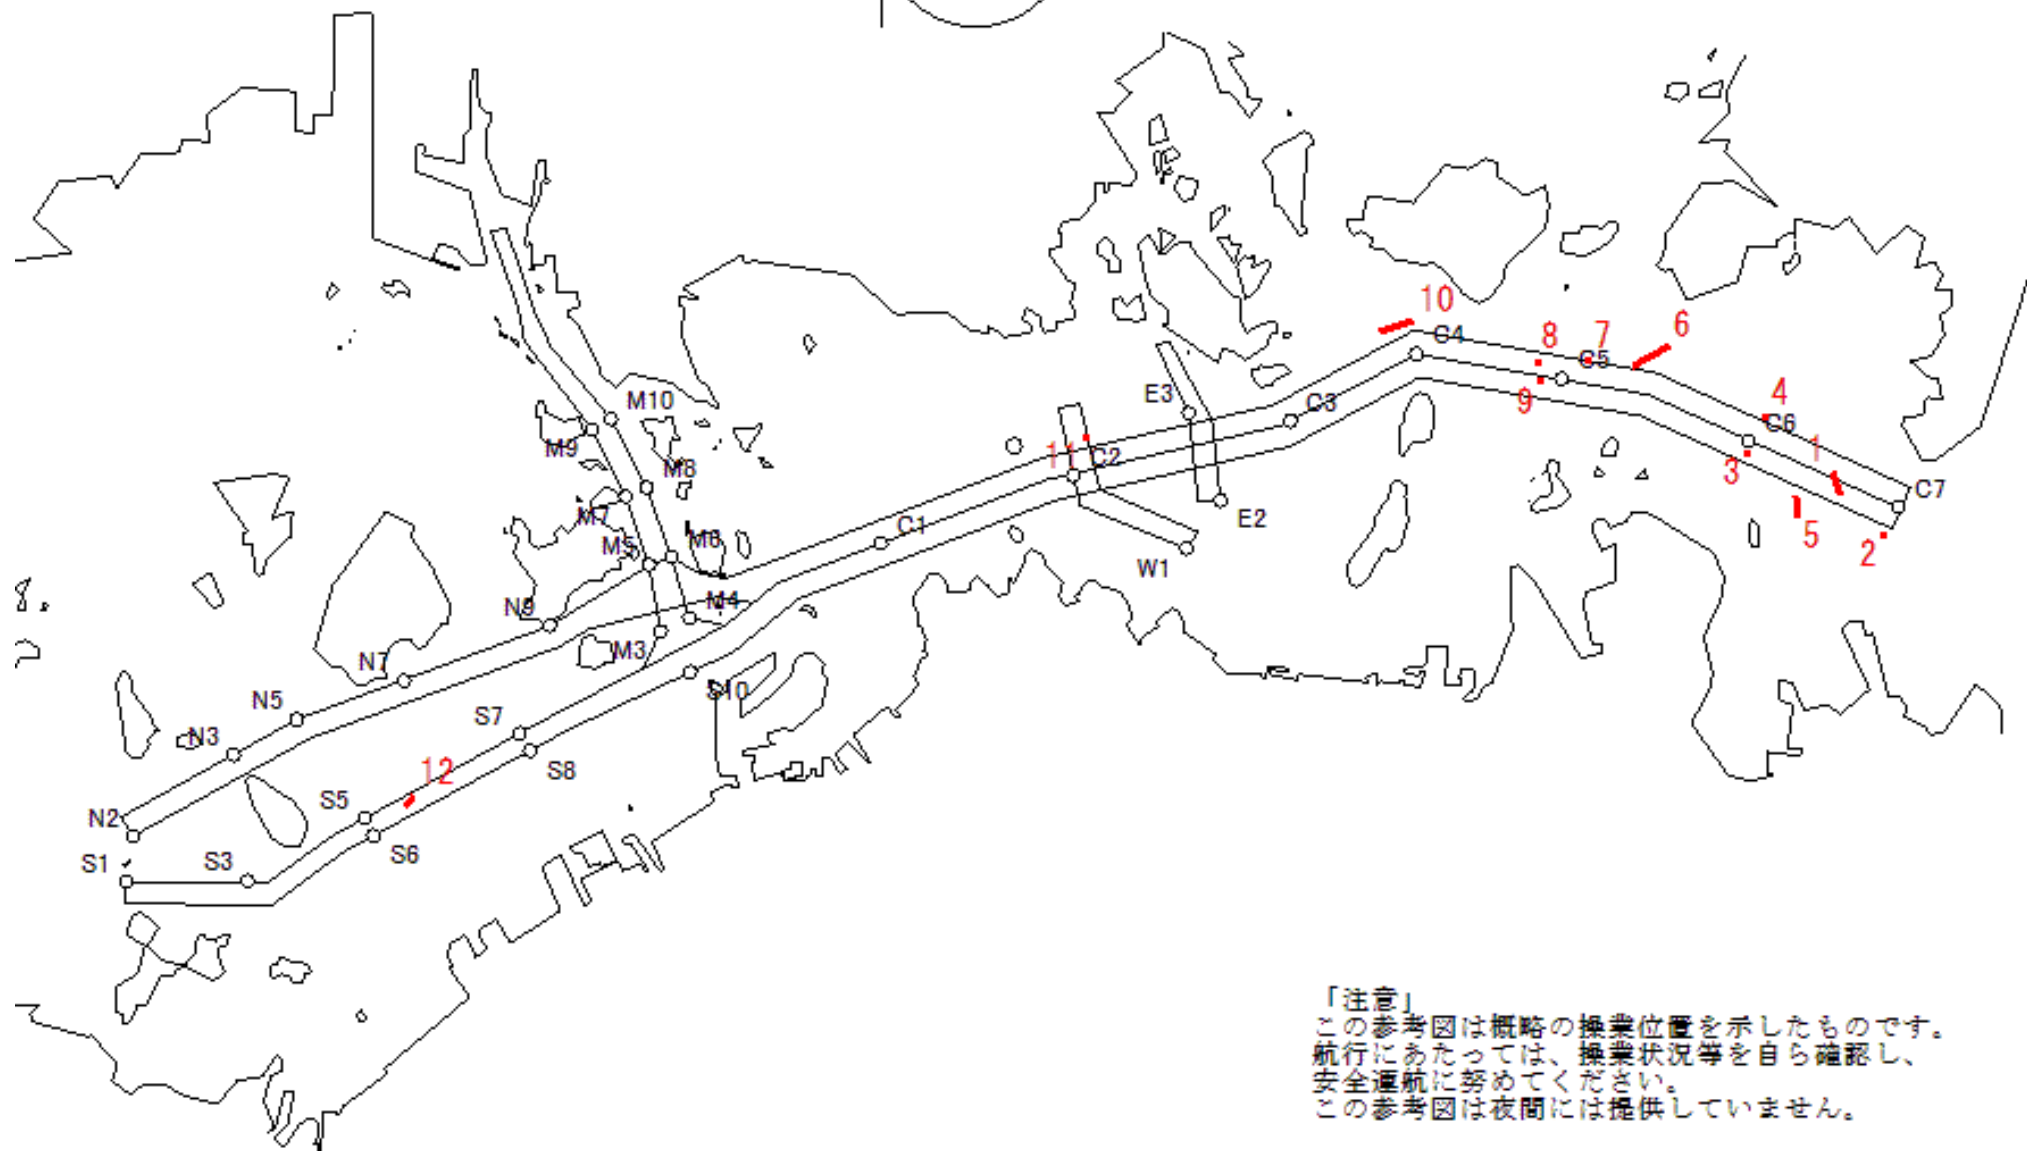 10
C4
8
7
6
C5
9
4
C6
1
3
C7
5
2
E3
C3
11
C2
E2
W1
C1
M10
M9
M8
M7
M6
M5
M4
M3
N9
N7
N5
N3
N2
S10
S7
S8
12
S5
S6
S3
S1
「注意」
この参考図は概略の操業位置を示したものです。
航行にあたっては、操業状況等を自ら確認し、
安全運航に努めてください。
この参考図は夜間には提供していません。